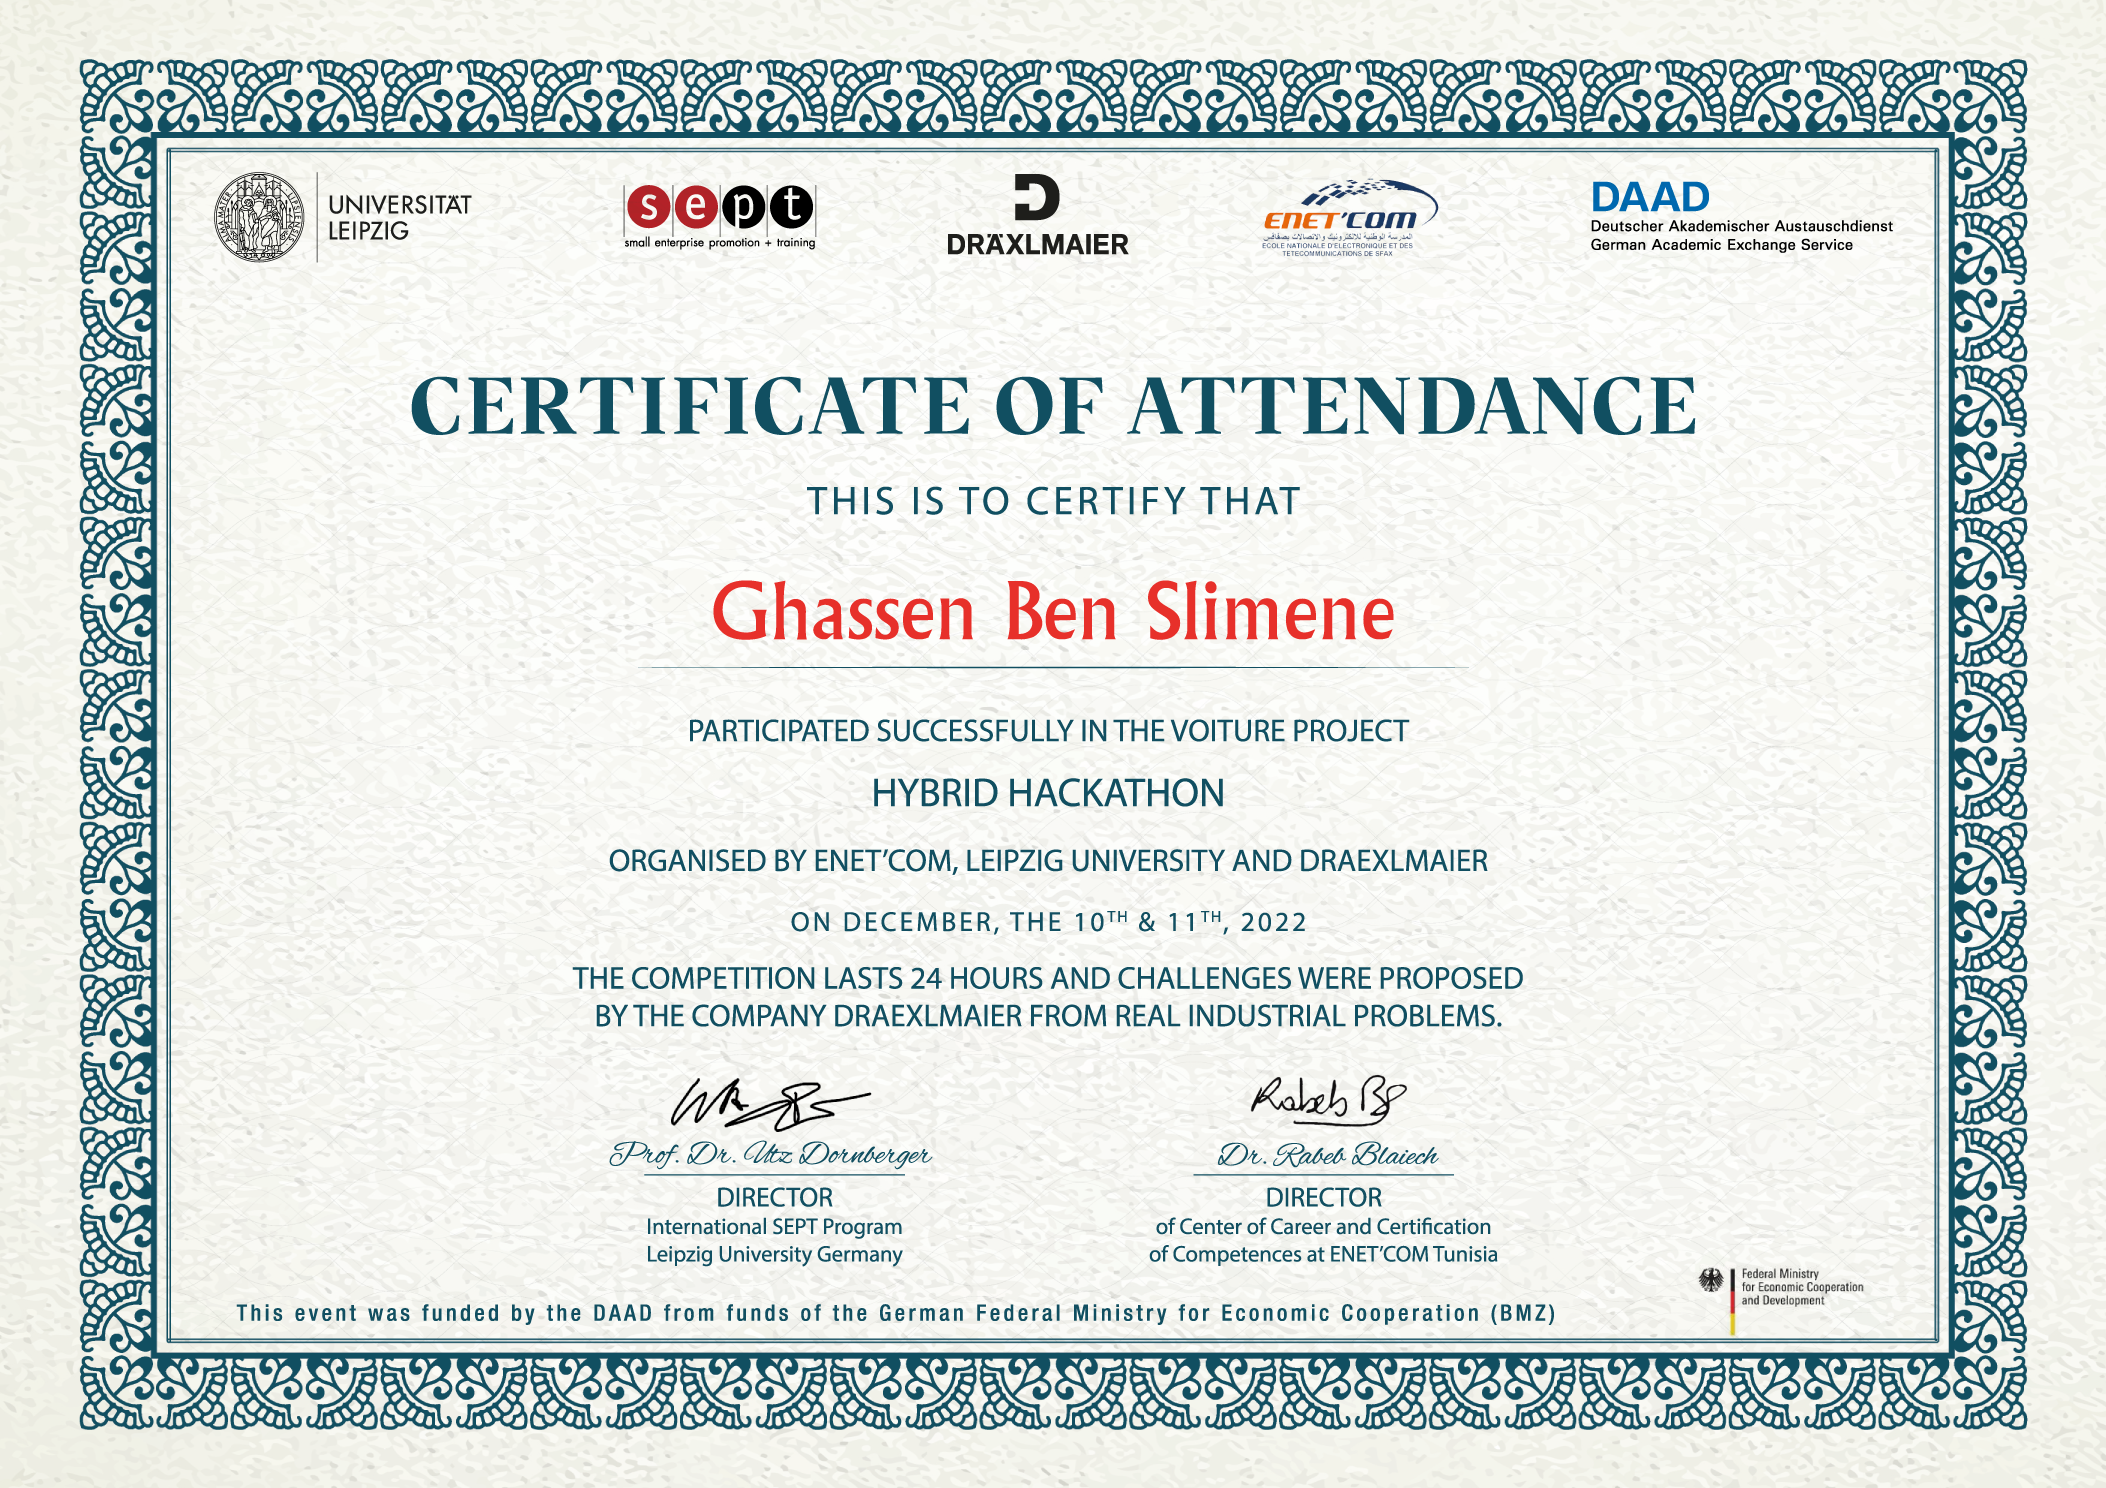 UNIVERSITÄT
LEIPZIG
sept
small enterprise promotion + training
DRÄXLMAIER
ENET'COM
المدرسة الوطنية للإلكترونيك والاتصالات بصفاقس
ECOLE NATIONALE D'ELECTRONIQUE ET DES
TETECOMMUNICATIONS DE SFAX
DAAD
Deutscher Akademischer Austauschdienst
German Academic Exchange Service
CERTIFICATE OF ATTENDANCE
THIS IS TO CERTIFY THAT
Ghassen Ben Slimene
PARTICIPATED SUCCESSFULLY IN THE VOITURE PROJECT
HYBRID HACKATHON
ORGANISED BY ENET'COM, LEIPZIG UNIVERSITY AND DRAEXLMAIER
ON DECEMBER, THE 10TH & 11TH, 2022
THE COMPETITION LASTS 24 HOURS AND CHALLENGES WERE PROPOSED
BY THE COMPANY DRAEXLMAIER FROM REAL INDUSTRIAL PROBLEMS.
Prof. Dr. Utz Dornberger
DIRECTOR
International SEPT Program
Leipzig University Germany
Rabeb
Dr. Rabeb Blaiech
DIRECTOR
of Center of Career and Certification
of Competences at ENET'COM Tunisia
Federal Ministry
for Economic Cooperation
and Development
This event was funded by the DAAD from funds of the German Federal Ministry for Economic Cooperation (BMZ)